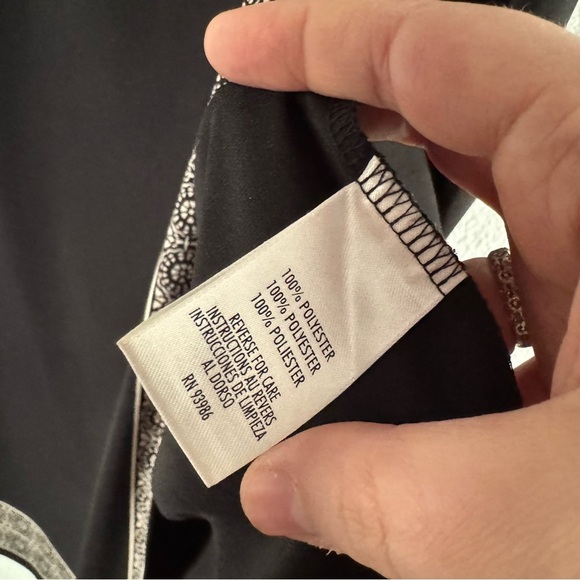 100% POLYESTER
100% POLYESTER
100% POLIESTER
REVERSE FOR CARE
INSTRUCTIONS AU REVERS
INSTRUCCIONES DE LIMPIEZA
AL DORSO
RN 93986